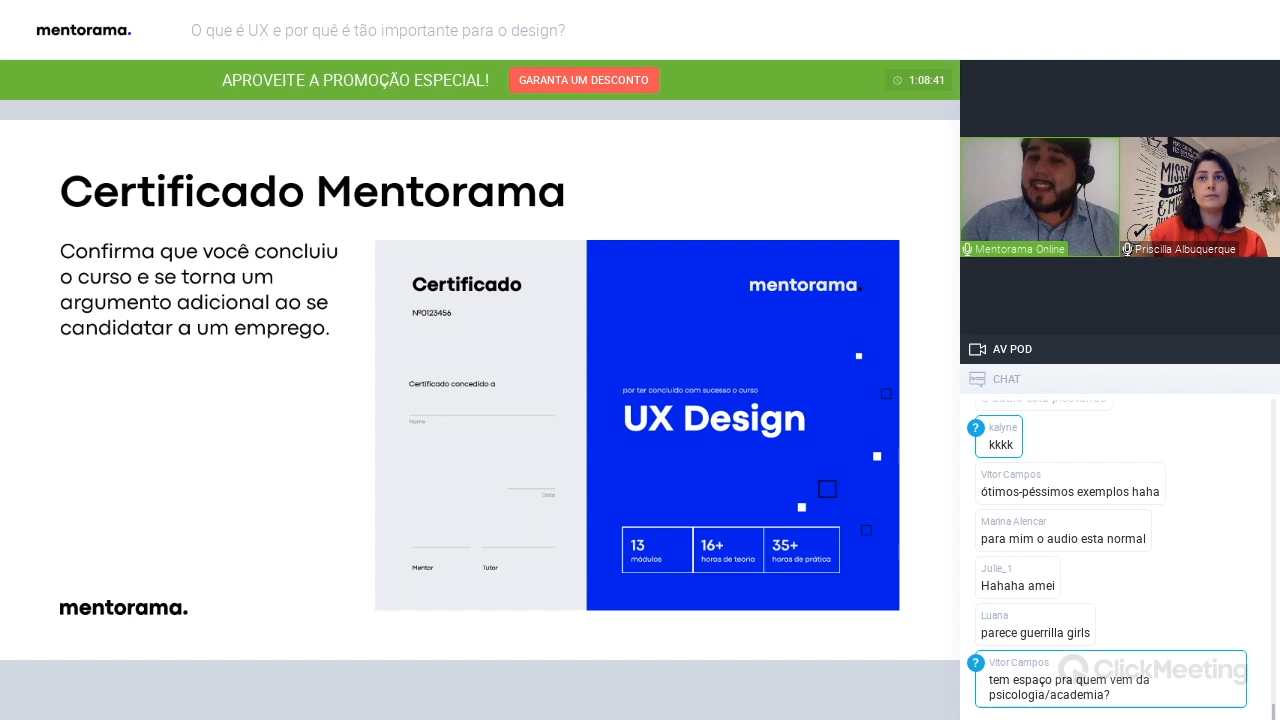 mentorama.
O que é UX e por quê é tão importante para o design?
APROVEITE A PROMOÇÃO ESPECIAL!
GARANTA UM DESCONTO
1:08:41
Certificado Mentorama
Confirma que você concluiu
o curso e se torna um
argumento adicional ao se
candidatar a um emprego.
Certificado
Nº0123456
Certificado concedido a
Nome
Data
Mentor
Tutor
mentorama.
por ter concluído com sucesso o curso
UX Design
13
módulos
16+
horas de teoria
35+
horas de prática
mentorama.
Mentorama Online
Priscilla Albuquerque
AV POD
CHAT
kalyne
kkkk
Vitor Campos
ótimos-péssimos exemplos haha
Marina Alencar
para mim o audio esta normal
Julie_1
Hahaha amei
Luana
parece guerrilla girls
Vitor Campos
tem espaço pra quem vem da
psicologia/academia?
ClickMeeting